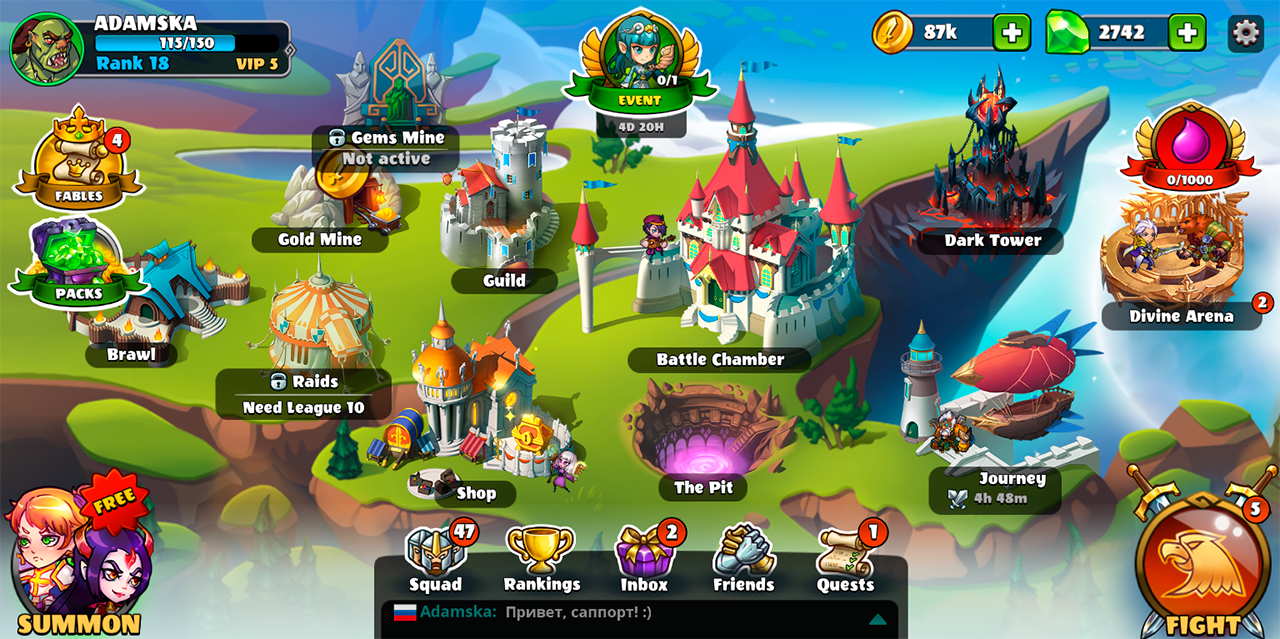 ADAMSKA
115/150
Rank 18
VIP 5
0/1
EVENT
4D 20H
87k
2742
4
FABLES
Gems Mine
Not active
Gold Mine
Guild
PACKS
Brawl
Raids
Need League 10
Battle Chamber
Dark Tower
0/1000
2
Divine Arena
Shop
The Pit
Journey
4h 48m
FREE
SUMMON
47
Squad
Rankings
2
Inbox
Friends
1
Quests
5
FIGHT
Adamska: Привет, саппорт! :)